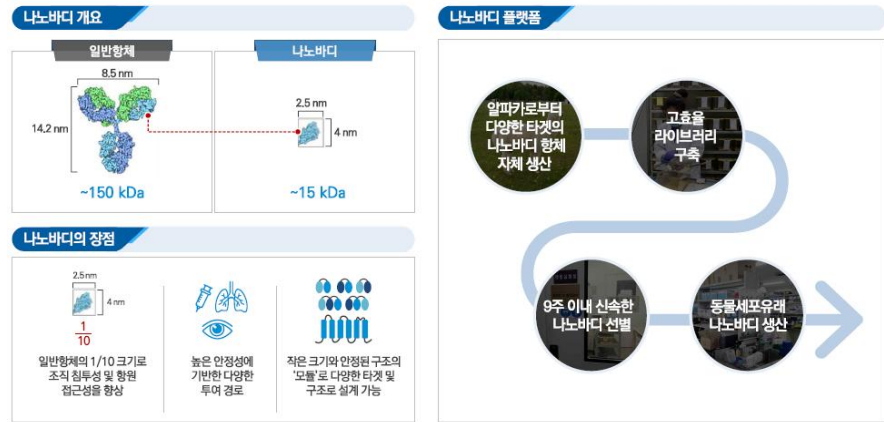 나노바디 개요
일반항체
나노바디
8.5 nm
14.2 nm
2.5 nm
4 nm
~150 kDa
~15 kDa
나노바디의 장점
2.5 nm
4 nm
1
10
일반항체의 1/10 크기로
조직 침투성 및 항원
접근성을 향상
높은 안정성에
기반한 다양한
투여 경로
작은 크기와 안정된 구조의
'모듈'로 다양한 타겟 및
구조로 설계 가능
나노바디 플랫폼
알파카로부터
다양한 타겟의
나노바디 항체
자체 생산
고효율
라이브러리
구축
9주 이내 신속한
나노바디 선별
동물세포유래
나노바디 생산